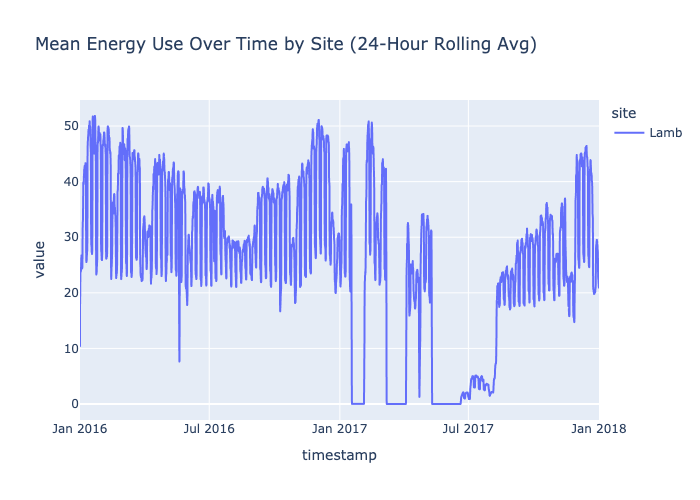 Mean Energy Use Over Time by Site (24-Hour Rolling Avg)
site
Lamb
50
40
30
20
10
0
value
Jan 2016
Jul 2016
Jan 2017
Jul 2017
Jan 2018
timestamp